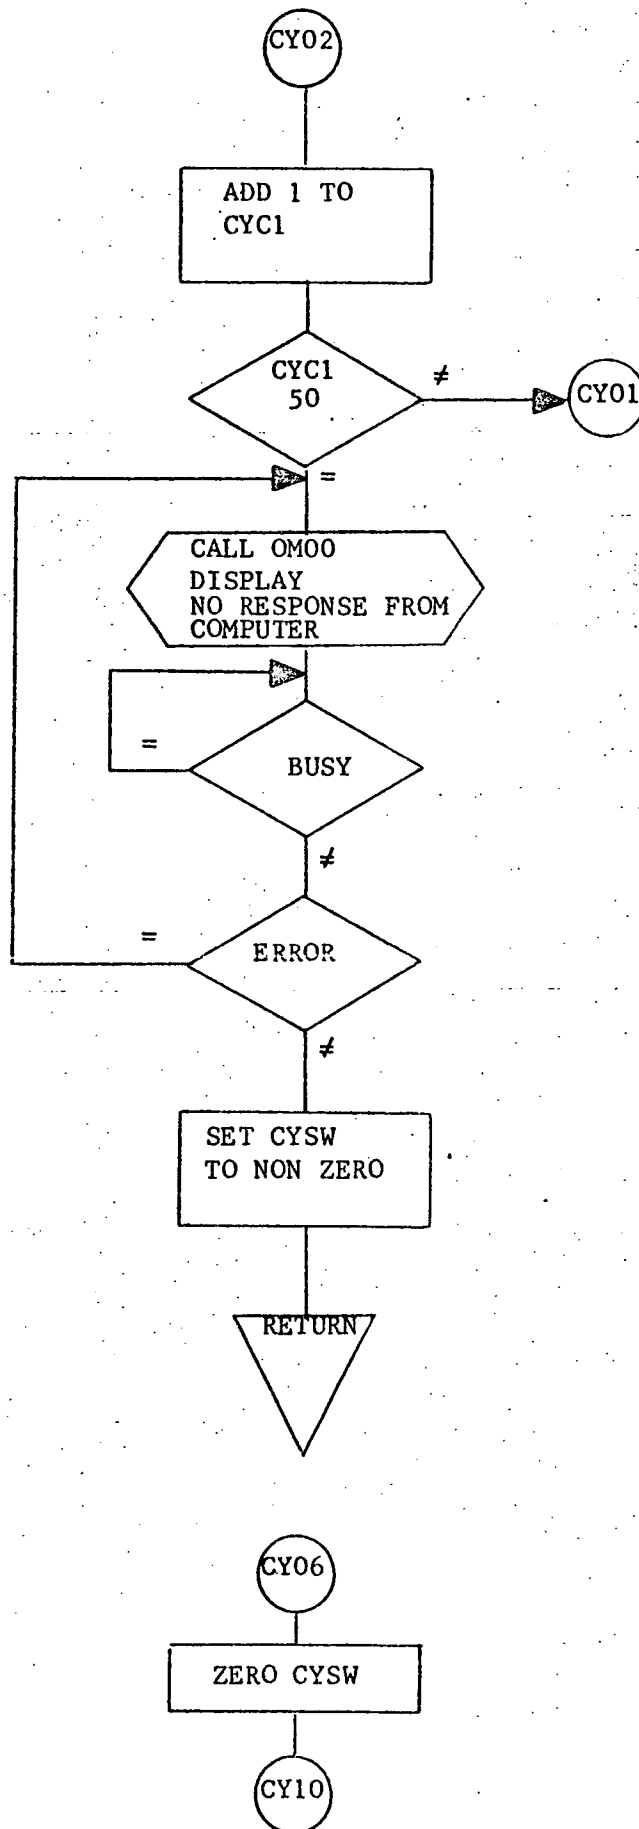 CY02
ADD 1 TO
CYC1
CYC1
50
≠
CY01
=
CALL OM00
DISPLAY
NO RESPONSE FROM
COMPUTER
=
BUSY
≠
=
ERROR
≠
SET CYSW
TO NON ZERO
RETURN
CY06
ZERO CYSW
CY10